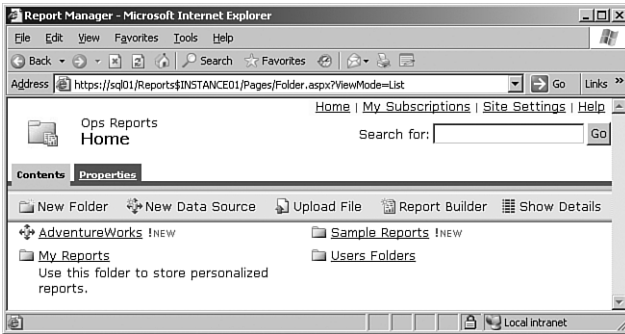 Report Manager - Microsoft Internet Explorer
File Edit View Favorites Tools Help
Back Search Favorites
Address https://sql01/Reports$INSTANCE01/Pages/Folder.aspx?ViewMode=List Go Links »
Home | My Subscriptions | Site Settings | Help
Ops Reports
Home
Search for: Go
Contents Properties
New Folder New Data Source Upload File Report Builder Show Details
AdventureWorks !NEW Sample Reports !NEW
My Reports Users Folders
Use this folder to store personalized
reports.
Local intranet